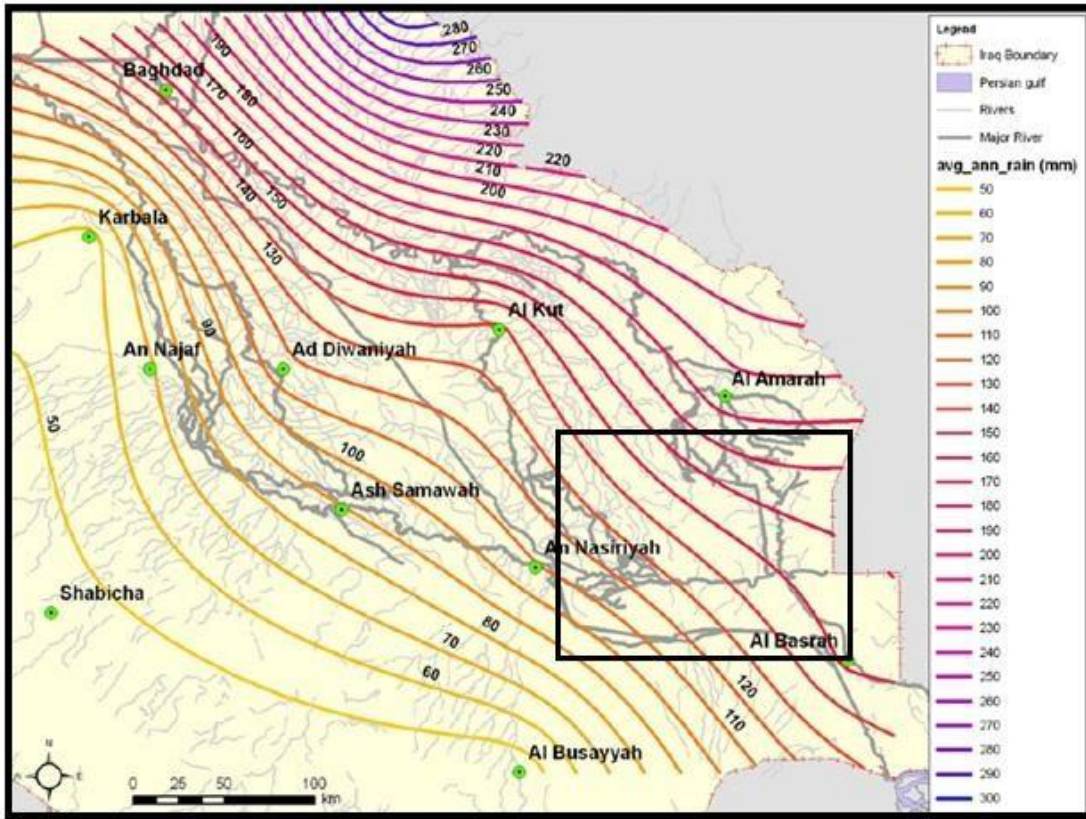 280
270
260
250
240
230
220
210
220
200
190
180
170
160
150
140
130
Baghdad
Karbala
90
Al Kut
An Najaf
Ad Diwaniyah
Al Amarah
50
100
Ash Samawah
An Nasiriyah
Shabicha
80
70
60
Al Basrah
120
110
Al Busayyah
N
E
0 25 50 100
km
Legend
Iraq Boundary
Persian gulf
Rivers
Major River
avg_ann_rain (mm)
50
60
70
80
90
100
110
120
130
140
150
160
170
180
190
200
210
220
230
240
250
260
270
280
290
300